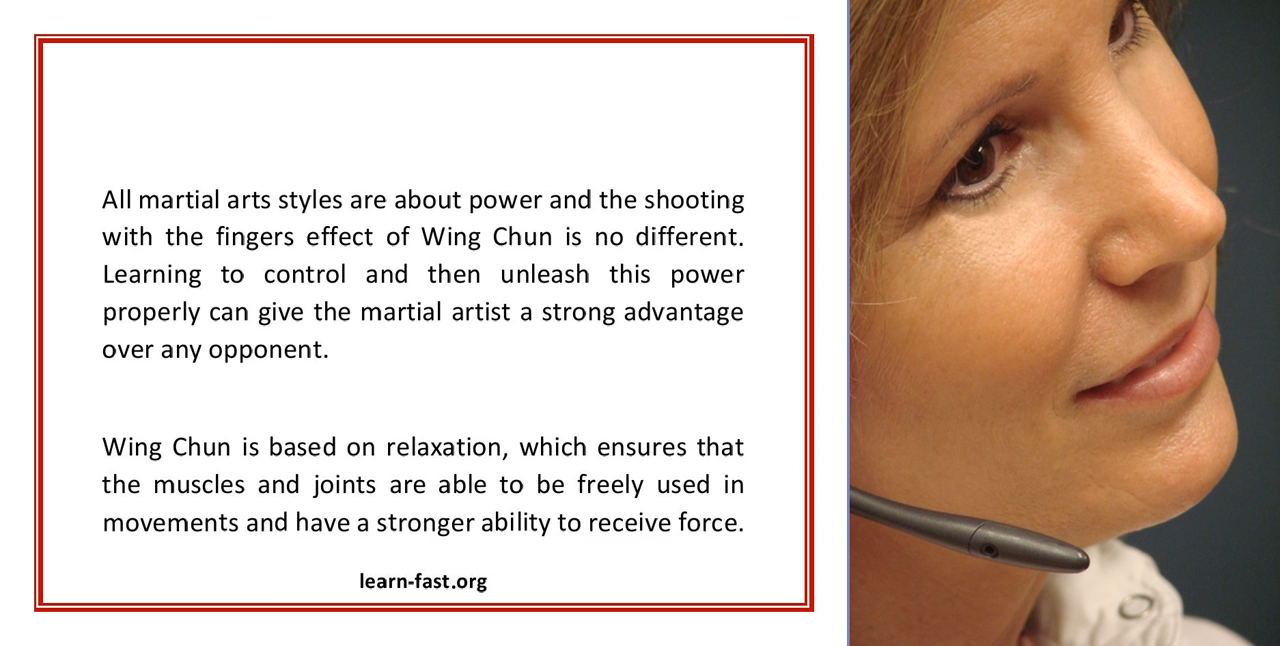 All martial arts styles are about power and the shooting
with the fingers effect of Wing Chun is no different.
Learning to control and then unleash this power
properly can give the martial artist a strong advantage
over any opponent.
Wing Chun is based on relaxation, which ensures that
the muscles and joints are able to be freely used in
movements and have a stronger ability to receive force.
learn-fast.org